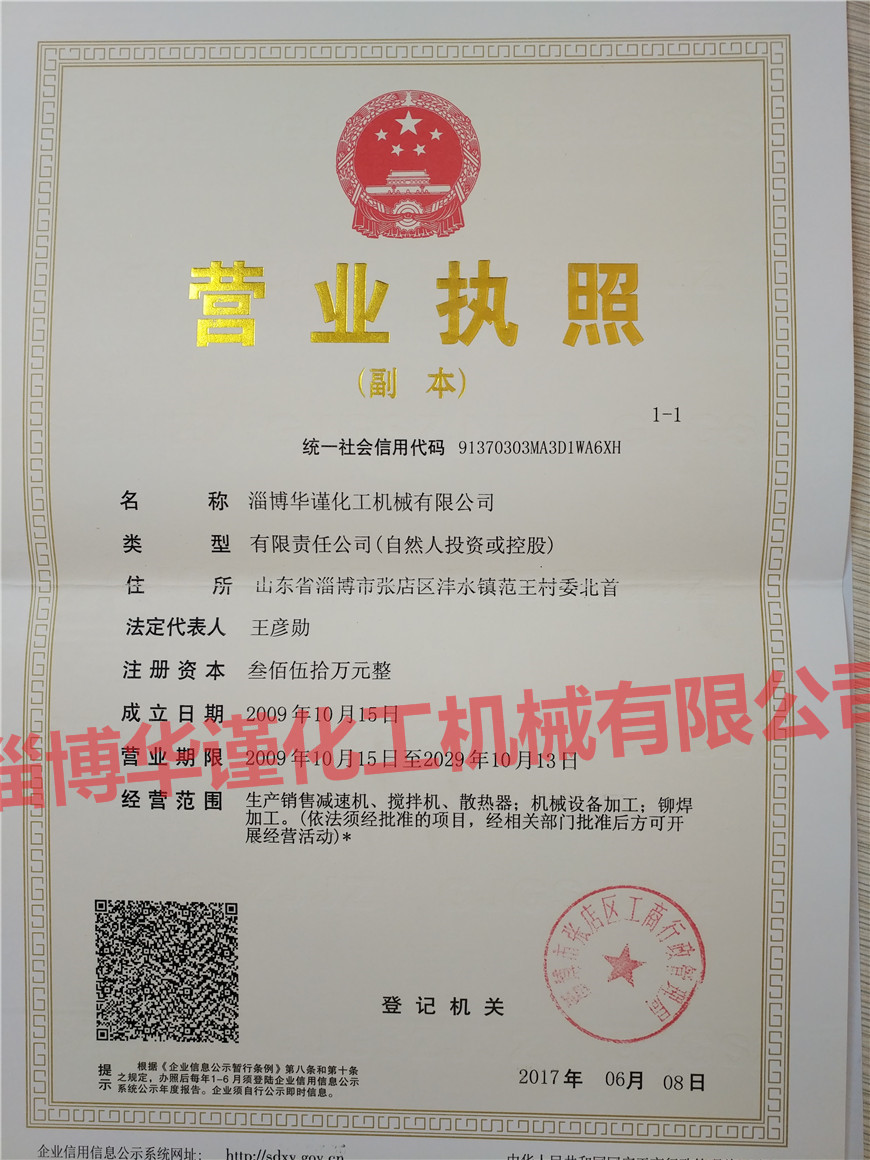 营业执照
(副 本)
1-1
统一社会信用代码 91370303MA3D1WA6XH
名 称 淄博华谨化工机械有限公司
类 型 有限责任公司(自然人投资或控股)
住 所 山东省淄博市张店区沣水镇范王村委北首
法定代表人 王彦勋
注册资本 叁佰伍拾万元整
成立日期 2009年10月15日
淄博华谨化工机械有限公司
营业期限 2009年10月15日至2029年10月13日
经营范围 生产销售减速机、搅拌机、散热器；机械设备加工；铆焊
加工。(依法须经批准的项目，经相关部门批准后方可开
展经营活动)*
淄博市张店区工商行政管理局
登记机关
提示 根据《企业信息公示暂行条例》第八条和第十条
之规定，办照后每年1-6月须登陆企业信用信息公示
系统公示年度报告。企业须自行公示即时信息。
2017年 06月 08日
企业信用信息公示系统网址: http://sdxy.gov.cn